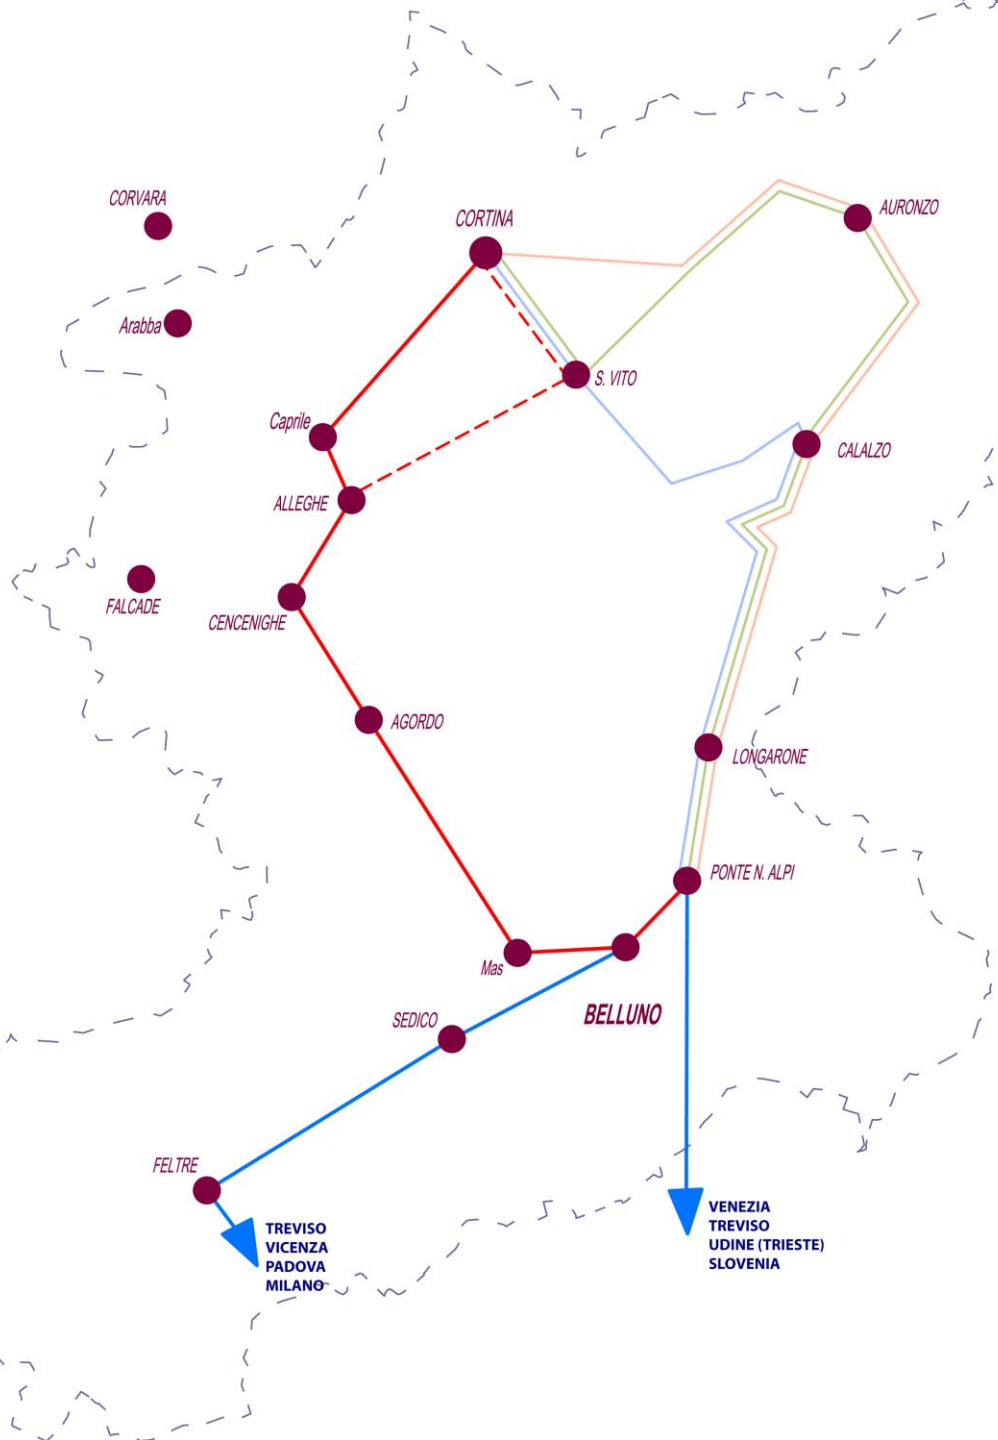 CORVARA
AURONZO
CORTINA
Arabba
S. VITO
Caprile
CALALZO
ALLEGHE
FALCADE
CENCENIGHE
AGORDO
LONGARONE
PONTE N. ALPI
Mas
BELLUNO
SEDICO
FELTRE
TREVISO
VICENZA
PADOVA
MILANO
VENEZIA
TREVISO
UDINE (TRIESTE)
SLOVENIA